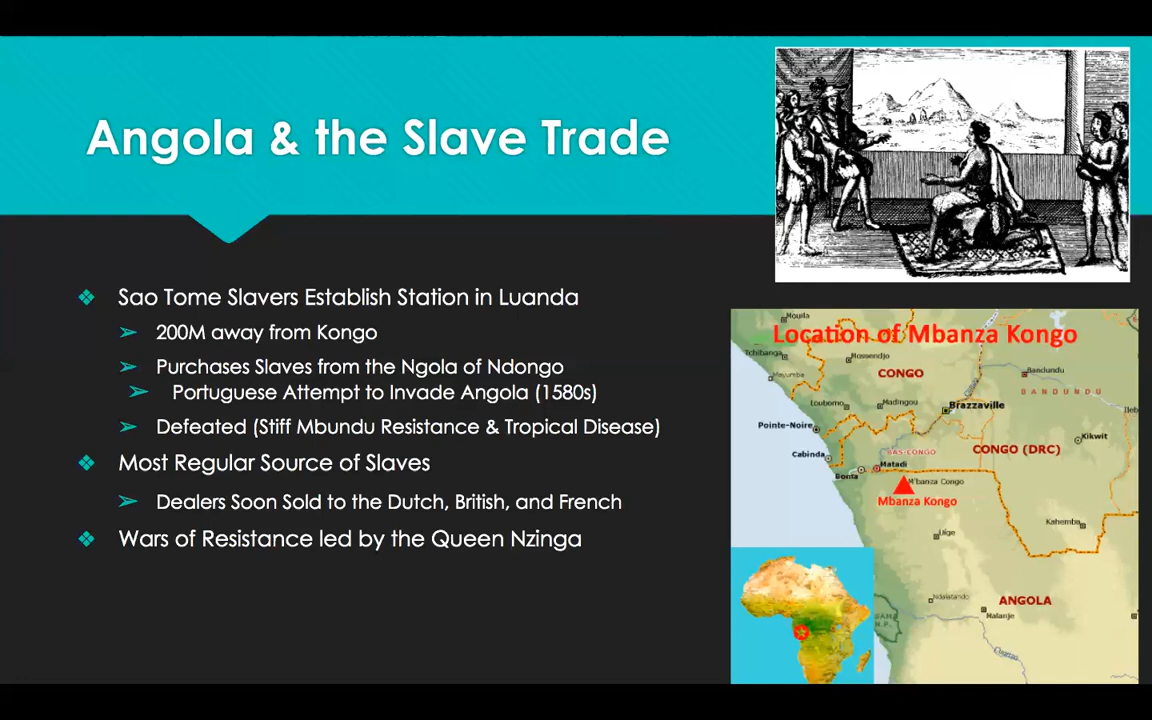 Angola & the Slave Trade
❖ Sao Tome Slavers Establish Station in Luanda
➢ 200M away from Kongo
➢ Purchases Slaves from the Ngola of Ndongo
➢ Portuguese Attempt to Invade Angola (1580s)
➢ Defeated (Stiff Mbundu Resistance & Tropical Disease)
❖ Most Regular Source of Slaves
➢ Dealers Soon Sold to the Dutch, British, and French
❖ Wars of Resistance led by the Queen Nzinga
Mouila
Location of Mbanza Kongo
Tchibanga
Mossendjo
Mayumba
CONGO
Bandundu
BANDUNDU
Loubomo
Madingou
Brazzaville
Ileb
Pointe-Noire
Kikwit
Cabinda
BAS-CONGO
CONGO (DRC)
Matadi
Boma
M'banza Congo
Mbanza Kongo
Kahemba
Uige
Ndalatando
ANGOLA
Malanje
N.P.